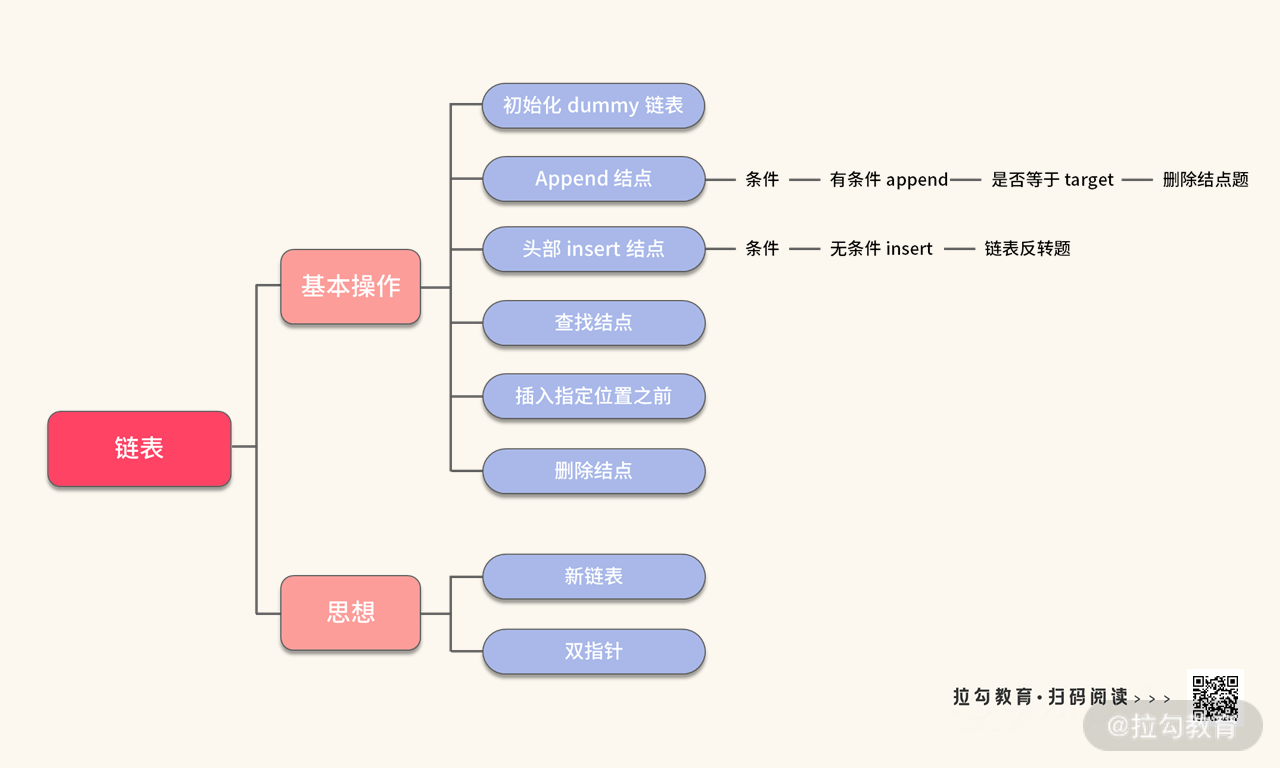 初始化 dummy 链表
Append 结点 条件 有条件 append 是否等于 target 删除结点题
头部 insert 结点 条件 无条件 insert 链表反转题
基本操作
查找结点
插入指定位置之前
链表
删除结点
新链表
思想
双指针
拉勾教育·扫码阅读>>>
@拉勾教育